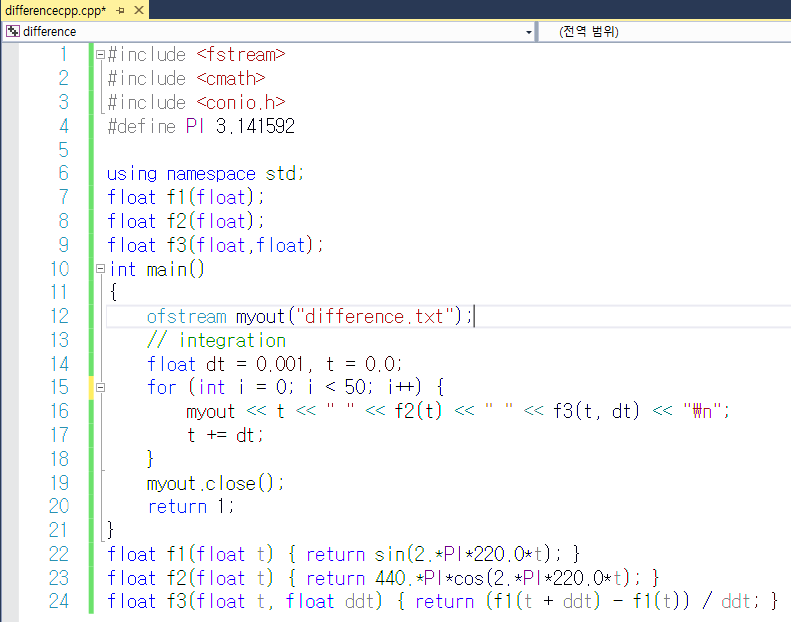 differencecpp.cpp*
difference (전역 범위)
1 #include <fstream>
2 #include <cmath>
3 #include <conio.h>
4 #define PI 3.141592
5
6 using namespace std;
7 float f1(float);
8 float f2(float);
9 float f3(float,float);
10 int main()
11 {
12 ofstream myout("difference.txt");
13 // integration
14 float dt = 0.001, t = 0.0;
15 for (int i = 0; i < 50; i++) {
16 myout << t << " " << f2(t) << " " << f3(t, dt) << "₩n";
17 t += dt;
18 }
19 myout.close();
20 return 1;
21 }
22 float f1(float t) { return sin(2.*PI*220.0*t); }
23 float f2(float t) { return 440.*PI*cos(2.*PI*220.0*t); }
24 float f3(float t, float ddt) { return (f1(t + ddt) - f1(t)) / ddt; }